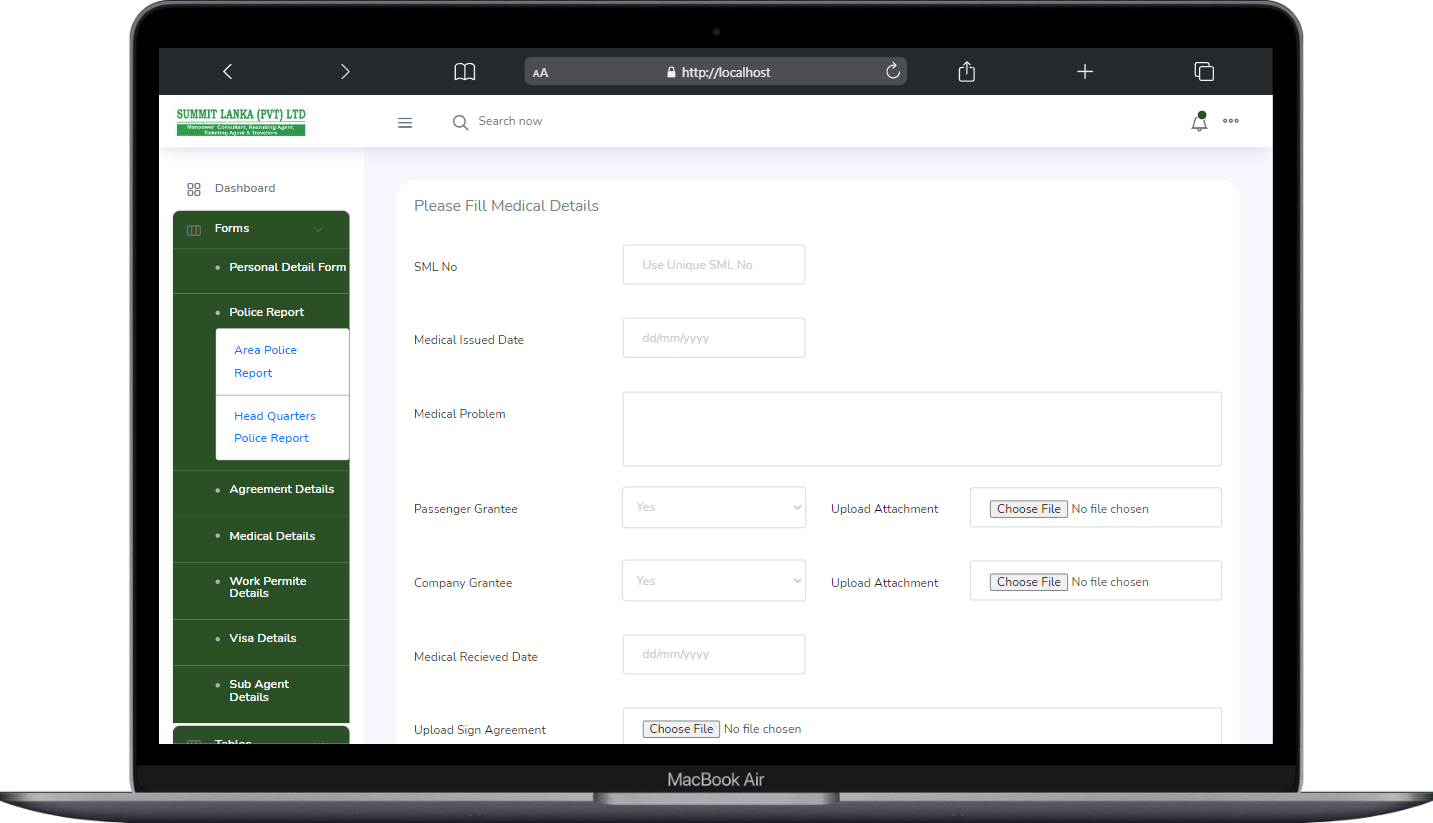 AA
http://localhost
SUMMIT LANKA (PVT) LTD
Manpower Consultant, Recruiting Agent,
Ticketing Agent & Travellers
Search now
Dashboard
Forms
Personal Detail Form
Police Report
Area Police
Report
Head Quarters
Police Report
Agreement Details
Medical Details
Work Permite
Details
Visa Details
Sub Agent
Details
Tables
Please Fill Medical Details
SML No
Use Unique SML No
Medical Issued Date
dd/mm/yyyy
Medical Problem
Passenger Grantee
Yes
Upload Attachment
Choose File No file chosen
Company Grantee
Yes
Upload Attachment
Choose File No file chosen
Medical Recieved Date
dd/mm/yyyy
Upload Sign Agreement
Choose File No file chosen
MacBook Air